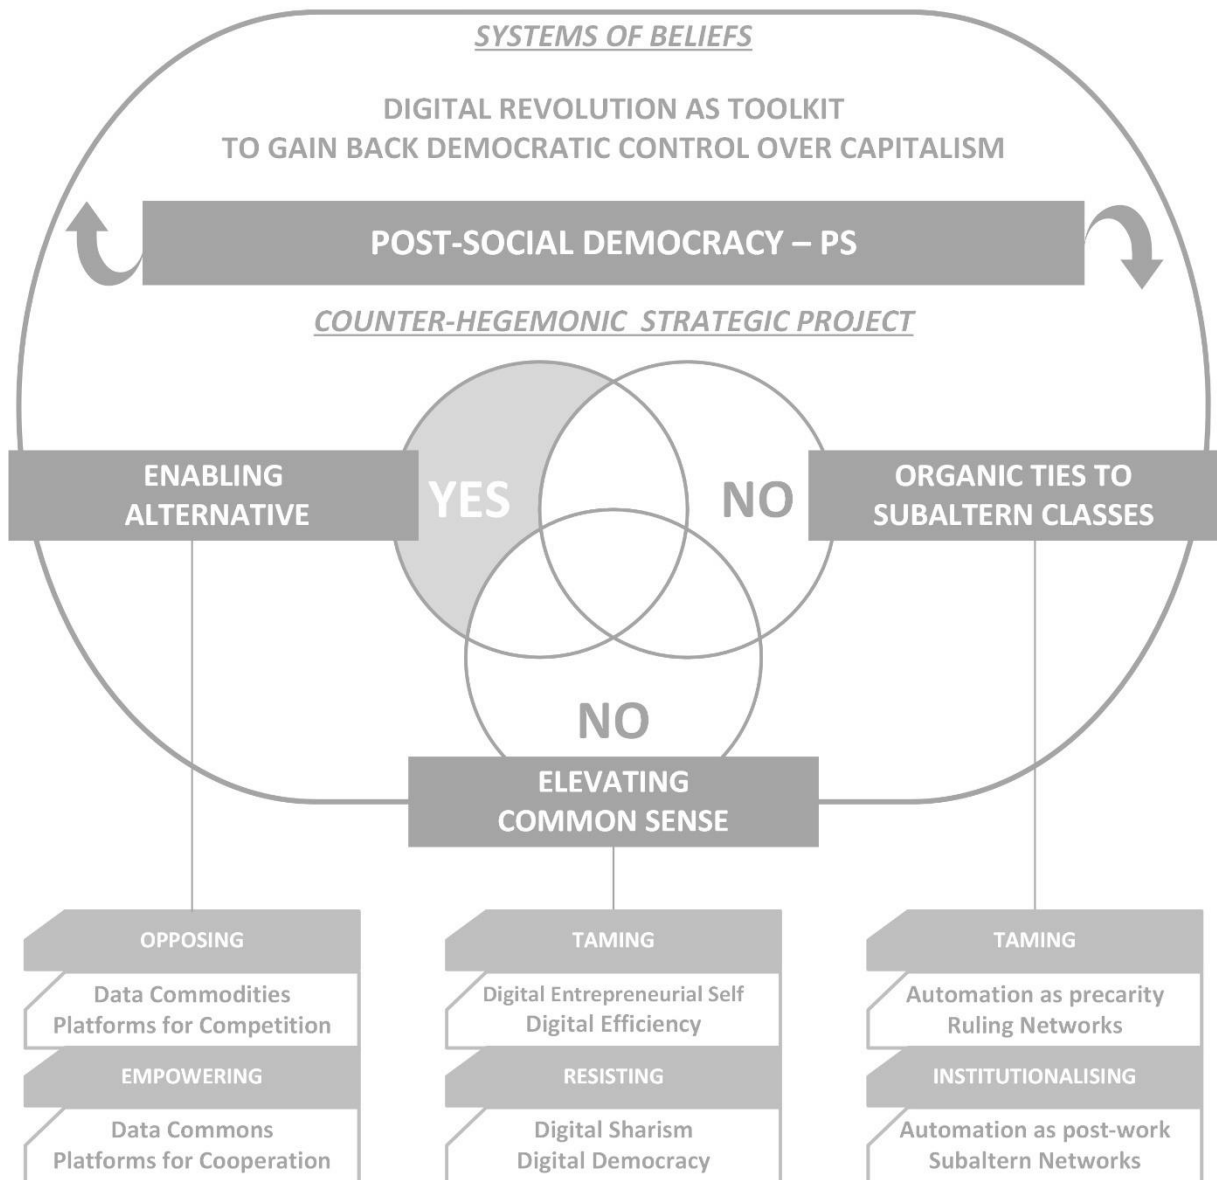 SYSTEMS OF BELIEFS
DIGITAL REVOLUTION AS TOOLKIT
TO GAIN BACK DEMOCRATIC CONTROL OVER CAPITALISM
POST-SOCIAL DEMOCRACY – PS
COUNTER-HEGEMONIC STRATEGIC PROJECT
ENABLING
ALTERNATIVE
YES
NO
ORGANIC TIES TO
SUBALTERN CLASSES
NO
ELEVATING
COMMON SENSE
OPPOSING
Data Commodities
Platforms for Competition
EMPOWERING
Data Commons
Platforms for Cooperation
TAMING
Digital Entrepreneurial Self
Digital Efficiency
RESISTING
Digital Sharism
Digital Democracy
TAMING
Automation as precarity
Ruling Networks
INSTITUTIONALISING
Automation as post-work
Subaltern Networks